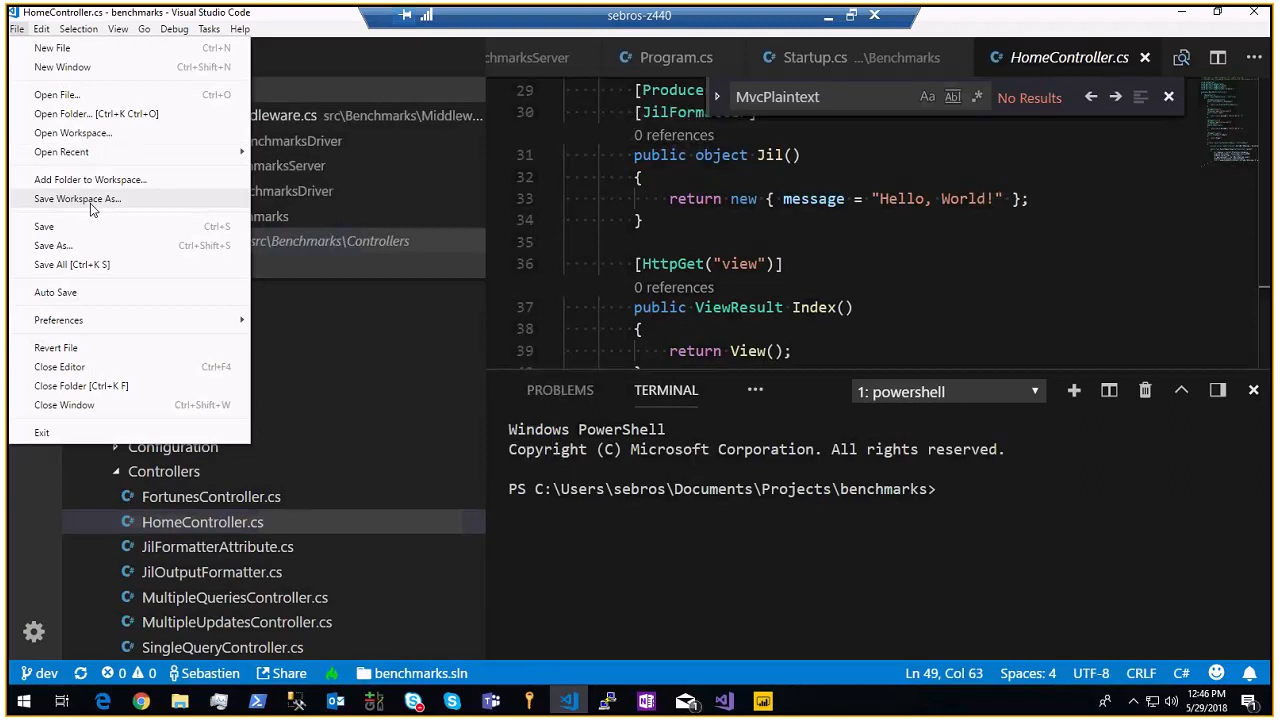 HomeController.cs - benchmarks - Visual Studio Code
sebros-z440
File Edit Selection View Go Debug Tasks Help
New File Ctrl+N
New Window Ctrl+Shift+N
Open File... Ctrl+O
Open Folder... [Ctrl+K Ctrl+O]
Open Workspace...
Open Recent
Add Folder to Workspace...
Save Workspace As...
Save Ctrl+S
Save As... Ctrl+Shift+S
Save All [Ctrl+K S]
Auto Save
Preferences
Revert File
Close Editor Ctrl+F4
Close Folder [Ctrl+K F]
Close Window Ctrl+Shift+W
Exit
ddleware.cs src\Benchmarks\Middlew...
nchmarksDriver
nchmarksServer
nchmarksDriver
nchmarks
src\Benchmarks\Controllers
Configuration
Controllers
C# FortunesController.cs
C# HomeController.cs
C# JilFormatterAttribute.cs
C# JilOutputFormatter.cs
C# MultipleQueriesController.cs
C# MultipleUpdatesController.cs
C# SingleQueryController.cs
chmarksServer C# Program.cs C# Startup.cs ...\Benchmarks C# HomeController.cs
MvcPlaintext Aa Ab| .* No Results
29 [Produce
30 [JilForma
0 references
31 public object Jil()
32 {
33 return new { message = "Hello, World!" };
34 }
35
36 [HttpGet("view")]
0 references
37 public ViewResult Index()
38 {
39 return View();
PROBLEMS TERMINAL ... 1: powershell
Windows PowerShell
Copyright (C) Microsoft Corporation. All rights reserved.
PS C:\Users\sebros\Documents\Projects\benchmarks>
dev 0 0 Sebastien Share benchmarks.sln Ln 49, Col 63 Spaces: 4 UTF-8 CRLF C#
12:46 PM
5/29/2018